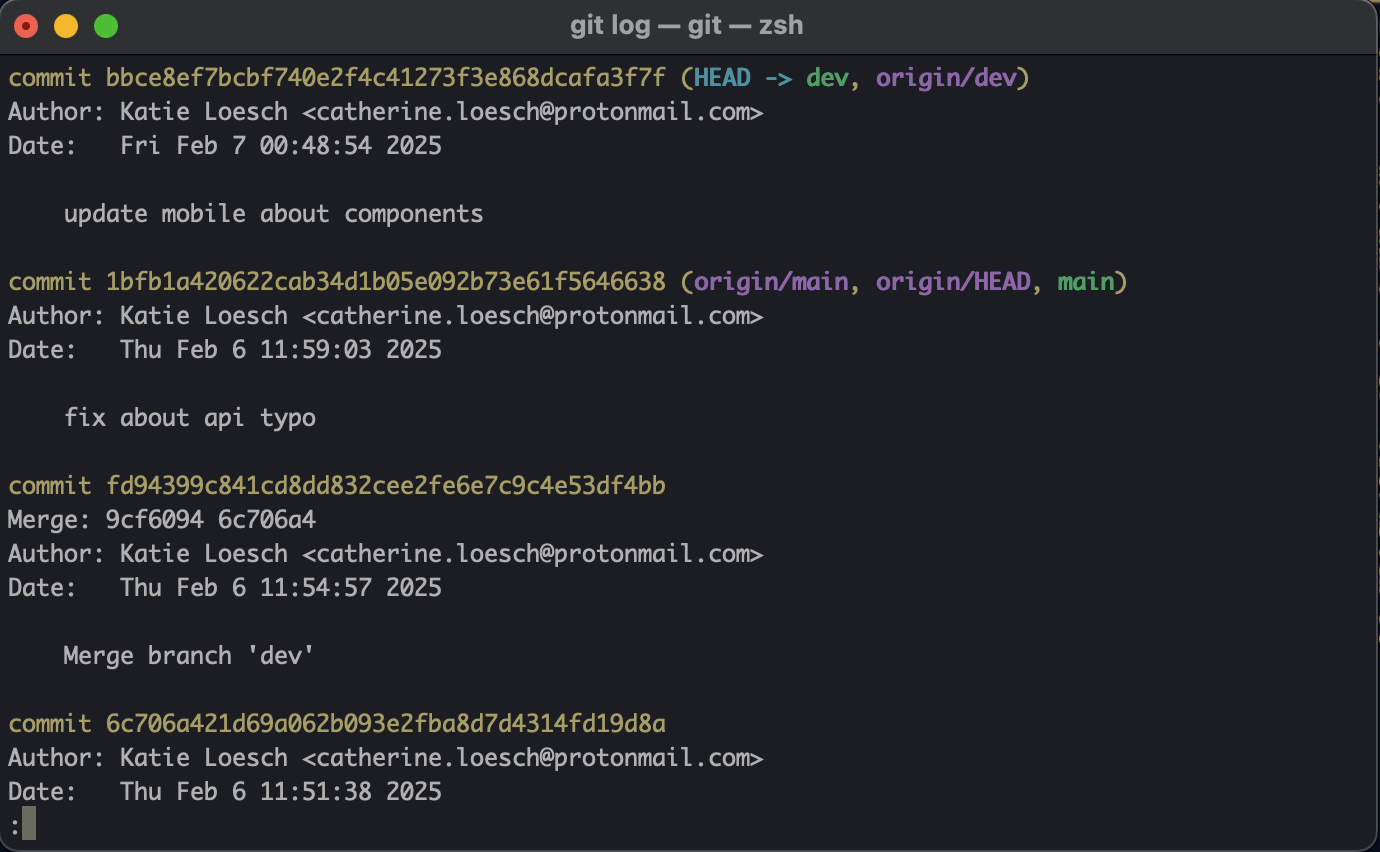 git log — git — zsh
commit bbce8ef7bcbf740e2f4c41273f3e868dcafa3f7f (HEAD -> dev, origin/dev)
Author: Katie Loesch <catherine.loesch@protonmail.com>
Date:   Fri Feb 7 00:48:54 2025
    update mobile about components
commit 1bfb1a420622cab34d1b05e092b73e61f5646638 (origin/main, origin/HEAD, main)
Author: Katie Loesch <catherine.loesch@protonmail.com>
Date:   Thu Feb 6 11:59:03 2025
    fix about api typo
commit fd94399c841cd8dd832cee2fe6e7c9c4e53df4bb
Merge: 9cf6094 6c706a4
Author: Katie Loesch <catherine.loesch@protonmail.com>
Date:   Thu Feb 6 11:54:57 2025
    Merge branch 'dev'
commit 6c706a421d69a062b093e2fba8d7d4314fd19d8a
Author: Katie Loesch <catherine.loesch@protonmail.com>
Date:   Thu Feb 6 11:51:38 2025
: